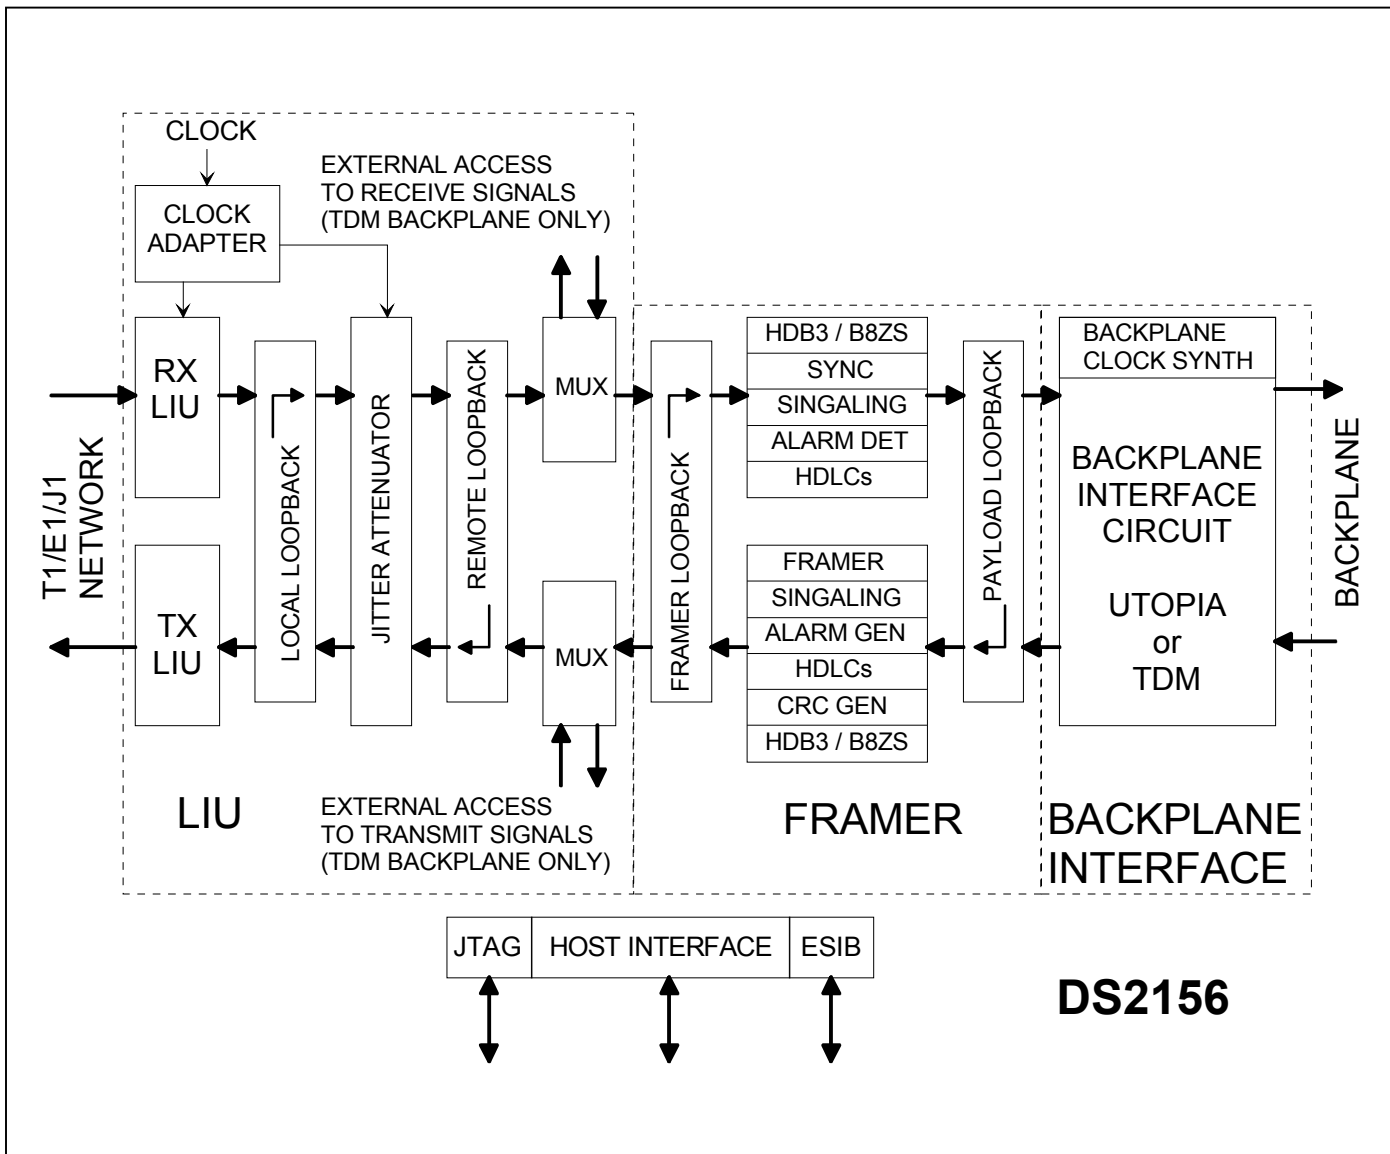 CLOCK
EXTERNAL ACCESS
TO RECEIVE SIGNALS
(TDM BACKPLANE ONLY)
CLOCK
ADAPTER
RX
LIU
LOCAL LOOPBACK
JITTER ATTENUATOR
REMOTE LOOPBACK
MUX
FRAMER LOOPBACK
HDB3 / B8ZS
SYNC
SINGALING
ALARM DET
HDLCs
PAYLOAD LOOPBACK
BACKPLANE
CLOCK SYNTH
BACKPLANE
INTERFACE
CIRCUIT
UTOPIA
or
TDM
BACKPLANE
T1/E1/J1
NETWORK
TX
LIU
MUX
FRAMER
SINGALING
ALARM GEN
HDLCs
CRC GEN
HDB3 / B8ZS
LIU
EXTERNAL ACCESS
TO TRANSMIT SIGNALS
(TDM BACKPLANE ONLY)
FRAMER
BACKPLANE
INTERFACE
JTAG
HOST INTERFACE
ESIB
DS2156